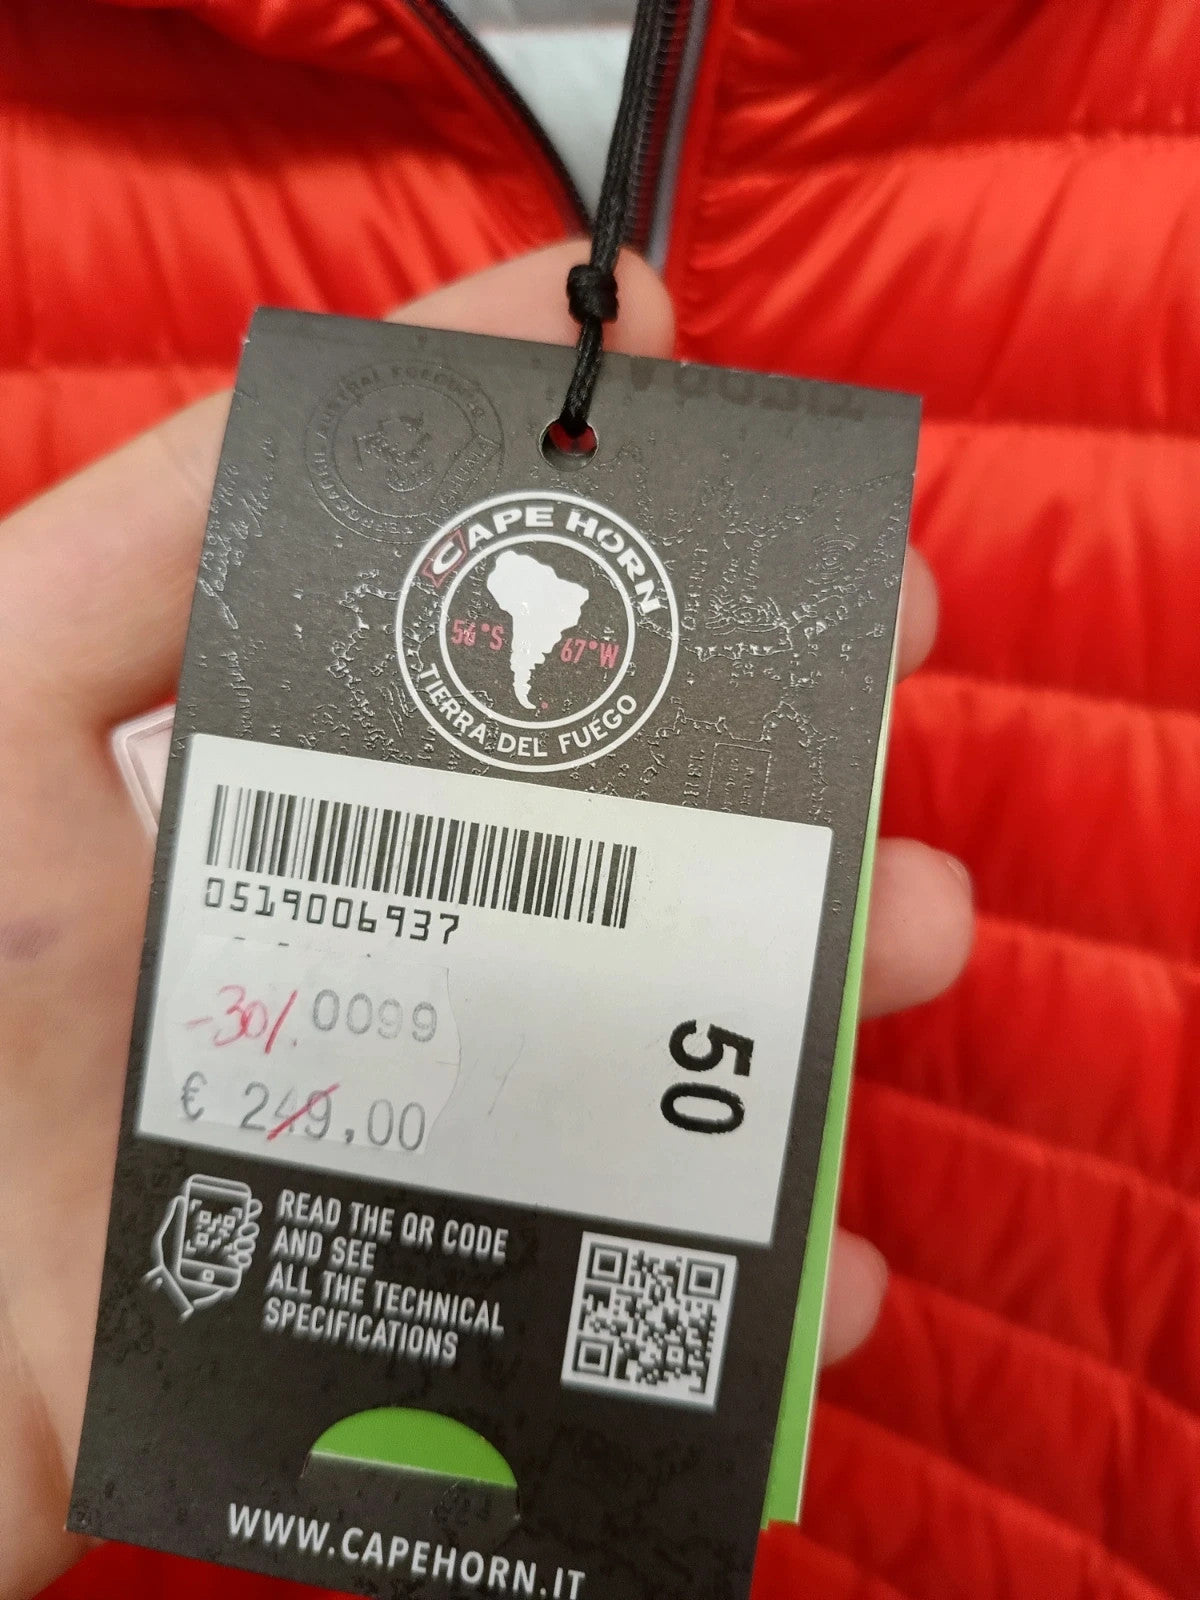 CAPE HORN
56°S 67°W
TIERRA DEL FUEGO
0519006937
-30%. 0099
€ 249,00
50
READ THE QR CODE
AND SEE
ALL THE TECHNICAL
SPECIFICATIONS
WWW.CAPEHORN.IT